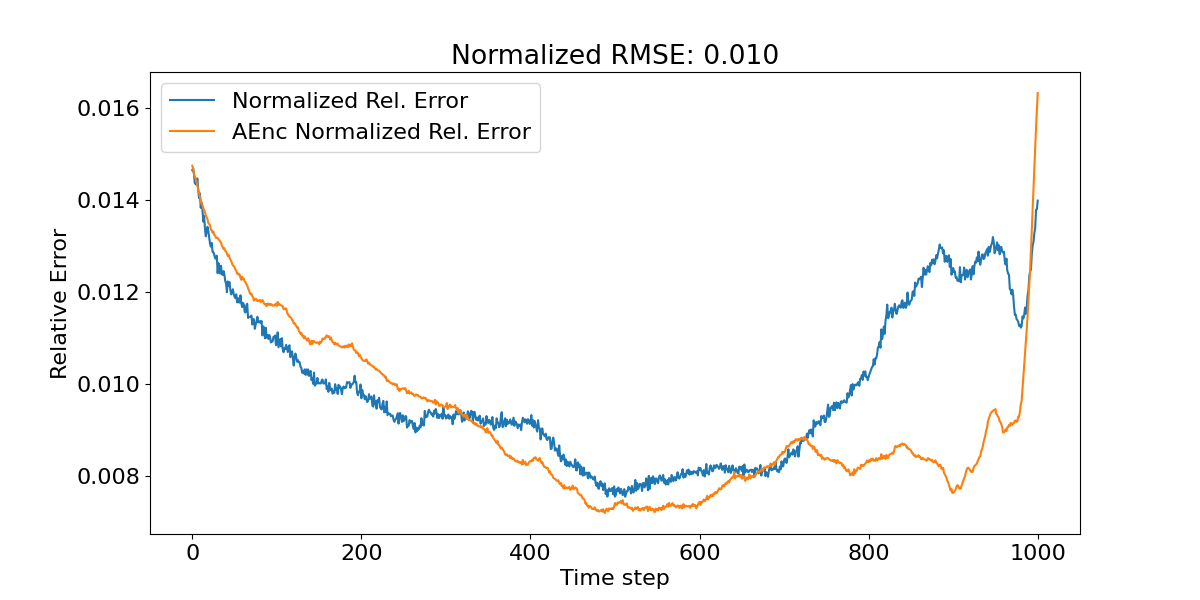 Normalized RMSE: 0.010
Normalized Rel. Error
AEnc Normalized Rel. Error
Relative Error
0.016
0.014
0.012
0.010
0.008
0 200 400 600 800 1000
Time step